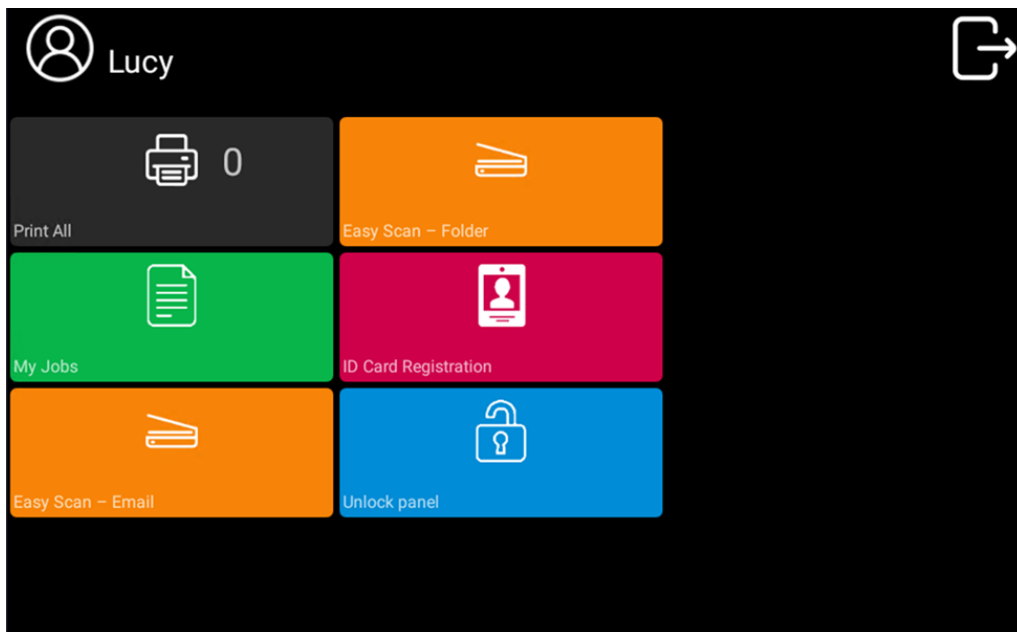 Lucy
0
Print All
Easy Scan – Folder
My Jobs
ID Card Registration
Easy Scan – Email
Unlock panel